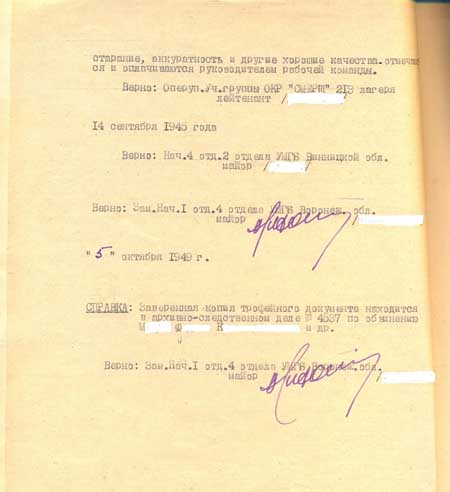 старание, аккуратность и другие хорошие качества отмечаю
ся и оплачиваются руководителем рабочей команды.
Верно: Оперуп.Уч.группы ОКР "СМЕРШ" 213 лагеря
лейтенант /
14 сентября 1945 года
Верно: Нач.4 отд.2 отдела УМГБ Винницкой обл.
майор /
Верно: Зам.Нач.I отд.4 отдела УМГБ Воронеж.обл.
майор /
"5" октября 1949 г.
СПРАВКА: Заверенная копия трофейного документа находится
в архивно-следственном деле № 4537 по обвинению
М Ф К и др.
Верно: Зам.Нач.I отд.4 отдела УМГБ Воронеж.обл.
майор /